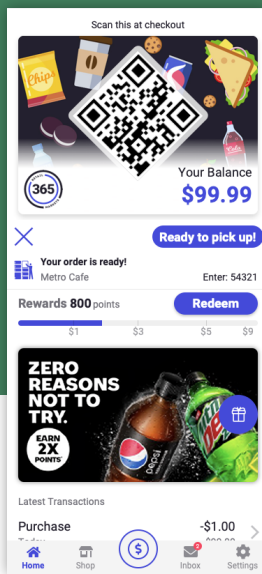 Scan this at checkout
Chip
365
Your Balance
$99.99
Ready to pick up!
Your order is ready!
Metro Cafe
Enter: 54321
Rewards 800 points
Redeem
$1 $3 $5 $9
ZERO
REASONS
NOT TO
TRY.
EARN
2X
POINTS
pepsi
Latest Transactions
Purchase
-$1.00
Today
2
Home
Shop
$
Inbox
Settings